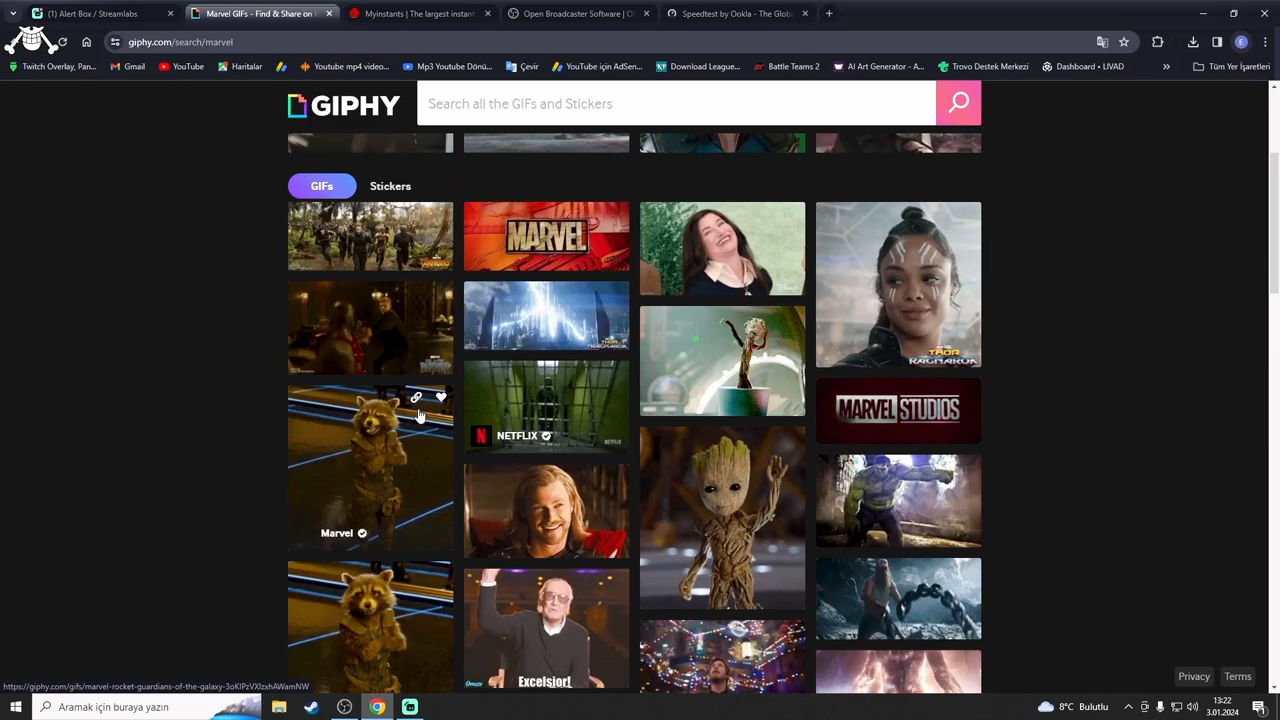 (1) Alert Box / Streamlabs
Marvel GIFs - Find & Share on
Myinstants | The largest instant
Open Broadcaster Software | O
Speedtest by Ookla - The Globa
giphy.com/search/marvel
E
Twitch Overlay, Pan...
Gmail
YouTube
Haritalar
Youtube mp4 video...
Mp3 Youtube Dönü...
Çevir
YouTube için AdSen...
Download League...
Battle Teams 2
AI Art Generator - A...
Trovo Destek Merkezi
Dashboard • LIVAD
Tüm Yer İşaretleri
GIPHY
Search all the GIFs and Stickers
GIFs
Stickers
MARVEL
THOR
RAGNAROK
MARVEL STUDIOS
N NETFLIX
NETFLIX
Marvel
Excelsior!
Privacy
Terms
https://giphy.com/gifs/marvel-rocket-guardians-of-the-galaxy-3oKIPzVXIzxhAWamNW
Aramak için buraya yazın
8°C Bulutlu
13:22
3.01.2024